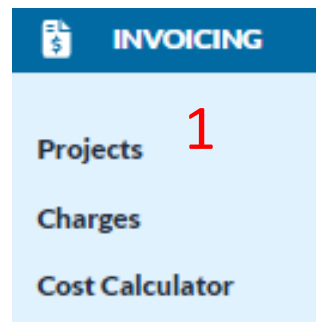 INVOICING
Projects 1
Charges
Cost Calculator